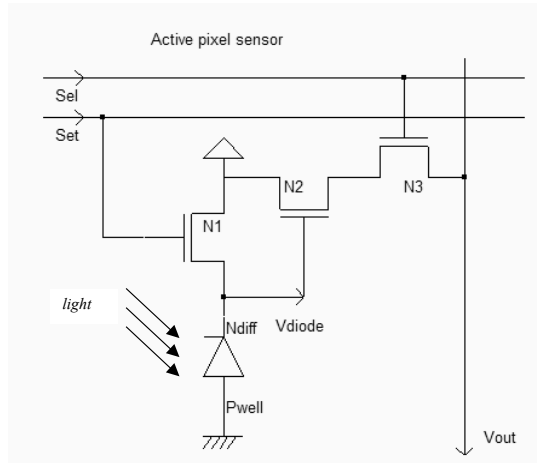 Active pixel sensor
Sel
Set
N2
N3
N1
light
Ndiff
Vdiode
Pwell
Vout